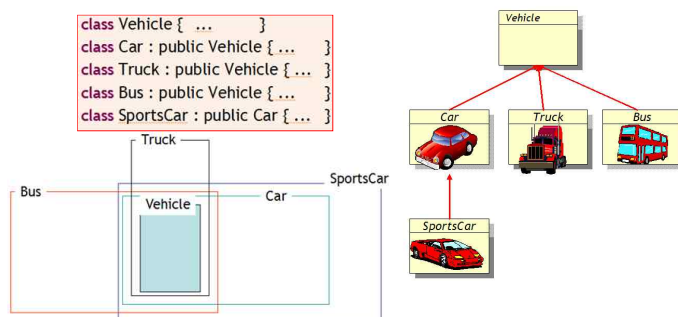 class Vehicle { ... }
class Car : public Vehicle { ... }
class Truck : public Vehicle { ... }
class Bus : public Vehicle { ... }
class SportsCar : public Car { ... }
Truck
SportsCar
Bus
Car
Vehicle
Vehicle
Car
Truck
Bus
SportsCar